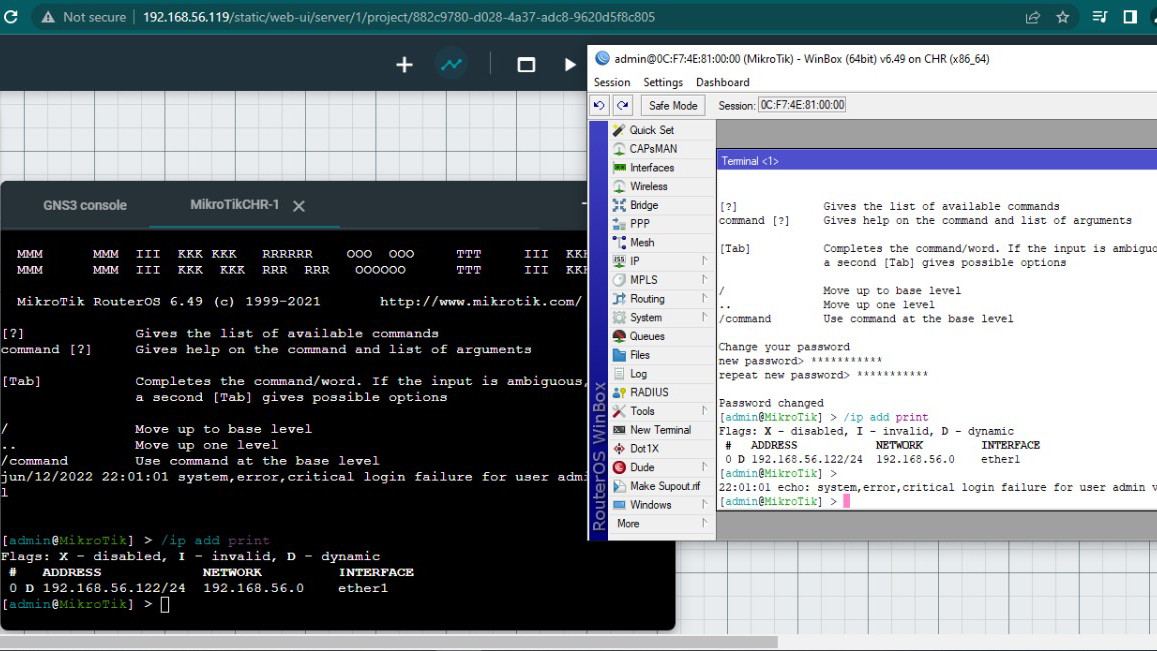 Not secure 192.168.56.119/static/web-ui/server/1/project/882c9780-d028-4a37-adc8-9620d5f8c805
GNS3 console MikroTikCHR-1
MMM MMM III KKK KKK RRRRRR OOO OOO TTT III KKK
MMM MMM III KKK KKK RRR RRR OOOOOO TTT III KKK
MikroTik RouterOS 6.49 (c) 1999-2021 http://www.mikrotik.com/
[?] Gives the list of available commands
command [?] Gives help on the command and list of arguments
[Tab] Completes the command/word. If the input is ambiguous,
a second [Tab] gives possible options
/ Move up to base level
.. Move up one level
/command Use command at the base level
jun/12/2022 22:01:01 system,error,critical login failure for user admi
l
[admin@MikroTik] > /ip add print
Flags: X - disabled, I - invalid, D - dynamic
# ADDRESS NETWORK INTERFACE
0 D 192.168.56.122/24 192.168.56.0 ether1
[admin@MikroTik] >
admin@0C:F7:4E:81:00:00 (MikroTik) - WinBox (64bit) v6.49 on CHR (x86_64)
Session Settings Dashboard
Safe Mode Session: 0C:F7:4E:81:00:00
RouterOS WinBox
Quick Set
CAPsMAN
Interfaces
Wireless
Bridge
PPP
Mesh
IP
MPLS
Routing
System
Queues
Files
Log
RADIUS
Tools
New Terminal
Dot1X
Dude
Make Supout.rif
Windows
More
Terminal <1>
[?] Gives the list of available commands
command [?] Gives help on the command and list of arguments
[Tab] Completes the command/word. If the input is ambiguo
a second [Tab] gives possible options
/ Move up to base level
.. Move up one level
/command Use command at the base level
Change your password
new password> ***********
repeat new password> ***********
Password changed
[admin@MikroTik] > /ip add print
Flags: X - disabled, I - invalid, D - dynamic
# ADDRESS NETWORK INTERFACE
0 D 192.168.56.122/24 192.168.56.0 ether1
[admin@MikroTik] >
22:01:01 echo: system,error,critical login failure for user admin v
[admin@MikroTik] >